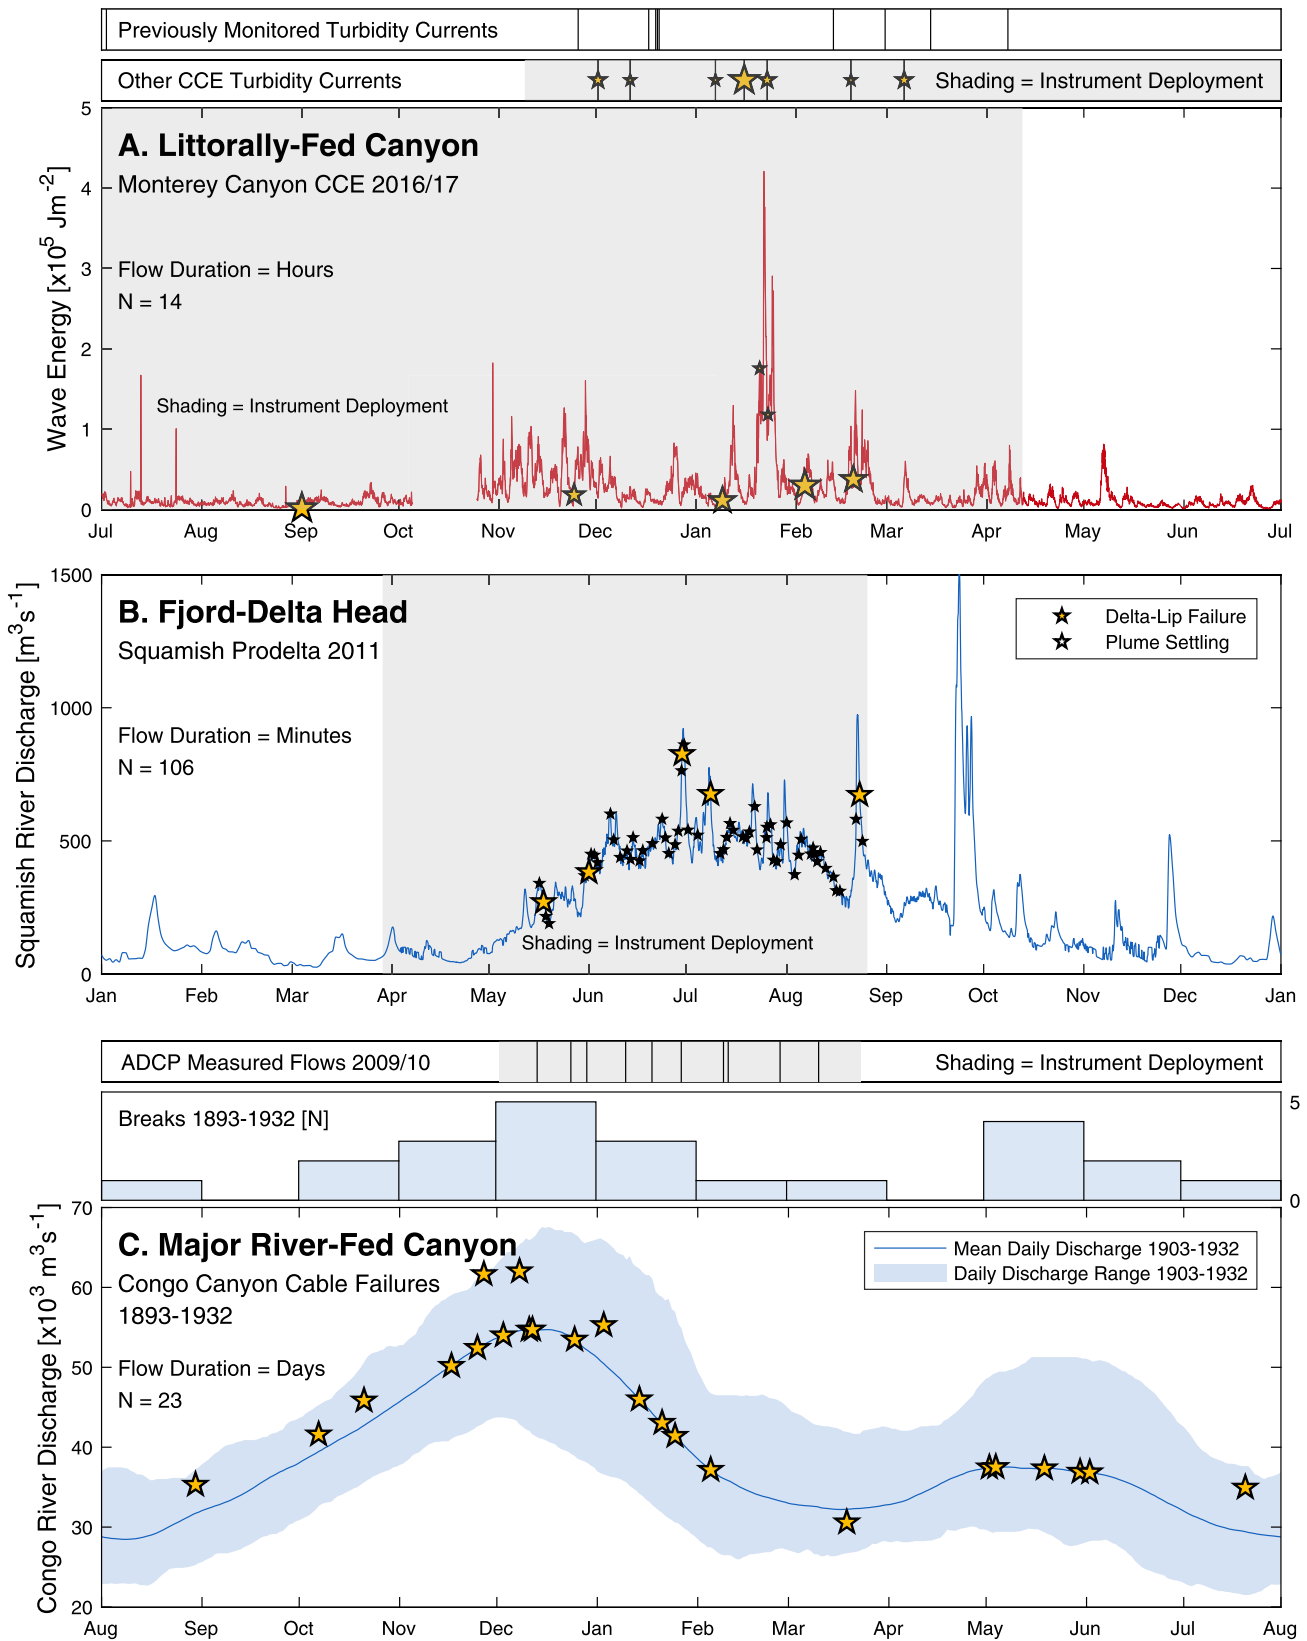 Previously Monitored Turbidity Currents
Other CCE Turbidity Currents
Shading = Instrument Deployment
A. Littorally-Fed Canyon
Monterey Canyon CCE 2016/17
Flow Duration = Hours
N = 14
Shading = Instrument Deployment
Wave Energy [x10^5 Jm^-2]
5
4
3
2
1
0
Jul Aug Sep Oct Nov Dec Jan Feb Mar Apr May Jun Jul
B. Fjord-Delta Head
Squamish Prodelta 2011
Flow Duration = Minutes
N = 106
Delta-Lip Failure
Plume Settling
Shading = Instrument Deployment
Squamish River Discharge [m^3s^-1]
1500
1000
500
0
Jan Feb Mar Apr May Jun Jul Aug Sep Oct Nov Dec Jan
ADCP Measured Flows 2009/10
Shading = Instrument Deployment
Breaks 1893-1932 [N]
5
0
C. Major River-Fed Canyon
Congo Canyon Cable Failures
1893-1932
Flow Duration = Days
N = 23
Mean Daily Discharge 1903-1932
Daily Discharge Range 1903-1932
Congo River Discharge [x10^3 m^3s^-1]
70
60
50
40
30
20
Aug Sep Oct Nov Dec Jan Feb Mar Apr May Jun Jul Aug